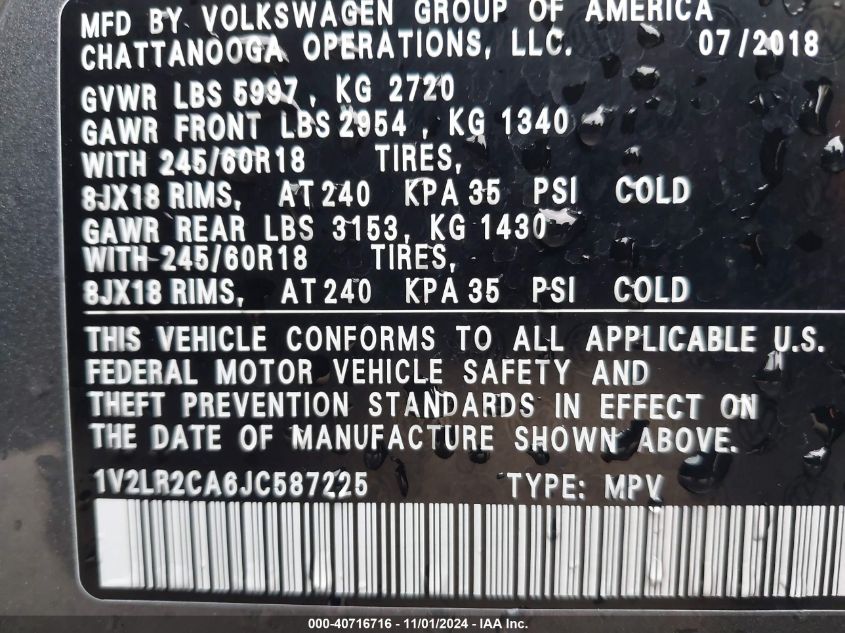 MFD BY VOLKSWAGEN GROUP OF AMERICA
CHATTANOOGA OPERATIONS, LLC. 07/2018
GVWR LBS 5997, KG 2720
GAWR FRONT LBS 2954, KG 1340
WITH 245/60R18 TIRES,
8JX18 RIMS, AT 240 KPA 35 PSI COLD
GAWR REAR LBS 3153, KG 1430
WITH 245/60R18 TIRES,
8JX18 RIMS, AT 240 KPA 35 PSI COLD
THIS VEHICLE CONFORMS TO ALL APPLICABLE U.S.
FEDERAL MOTOR VEHICLE SAFETY AND
THEFT PREVENTION STANDARDS IN EFFECT ON
THE DATE OF MANUFACTURE SHOWN ABOVE.
1V2LR2CA6JC587225 TYPE: MPV
000-40716716 - 11/01/2024 - IAA Inc.